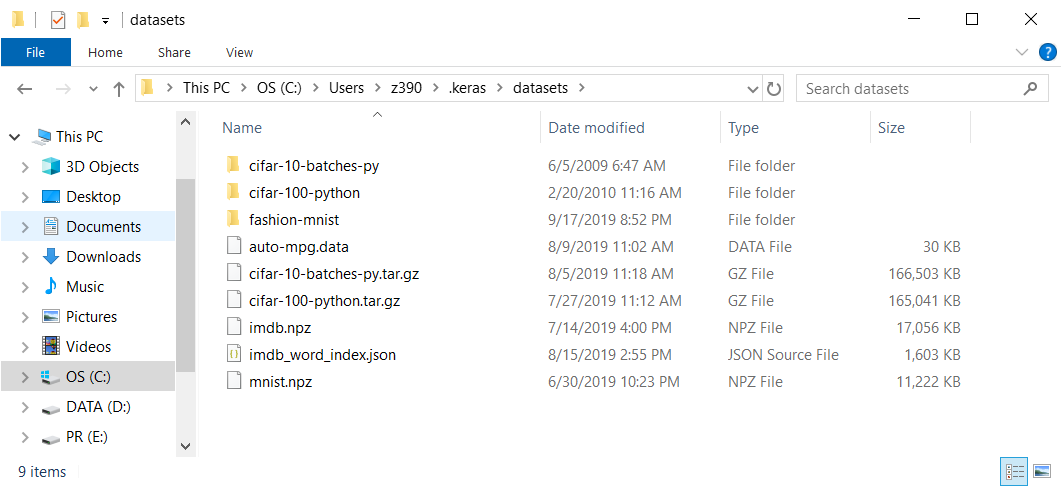 datasets
File Home Share View
This PC OS (C:) Users z390 .keras datasets Search datasets
This PC
3D Objects
Desktop
Documents
Downloads
Music
Pictures
Videos
OS (C:)
DATA (D:)
PR (E:)
Name Date modified Type Size
cifar-10-batches-py 6/5/2009 6:47 AM File folder
cifar-100-python 2/20/2010 11:16 AM File folder
fashion-mnist 9/17/2019 8:52 PM File folder
auto-mpg.data 8/9/2019 11:02 AM DATA File 30 KB
cifar-10-batches-py.tar.gz 8/5/2019 11:18 AM GZ File 166,503 KB
cifar-100-python.tar.gz 7/27/2019 11:12 AM GZ File 165,041 KB
imdb.npz 7/14/2019 4:00 PM NPZ File 17,056 KB
imdb_word_index.json 8/15/2019 2:55 PM JSON Source File 1,603 KB
mnist.npz 6/30/2019 10:23 PM NPZ File 11,222 KB
9 items